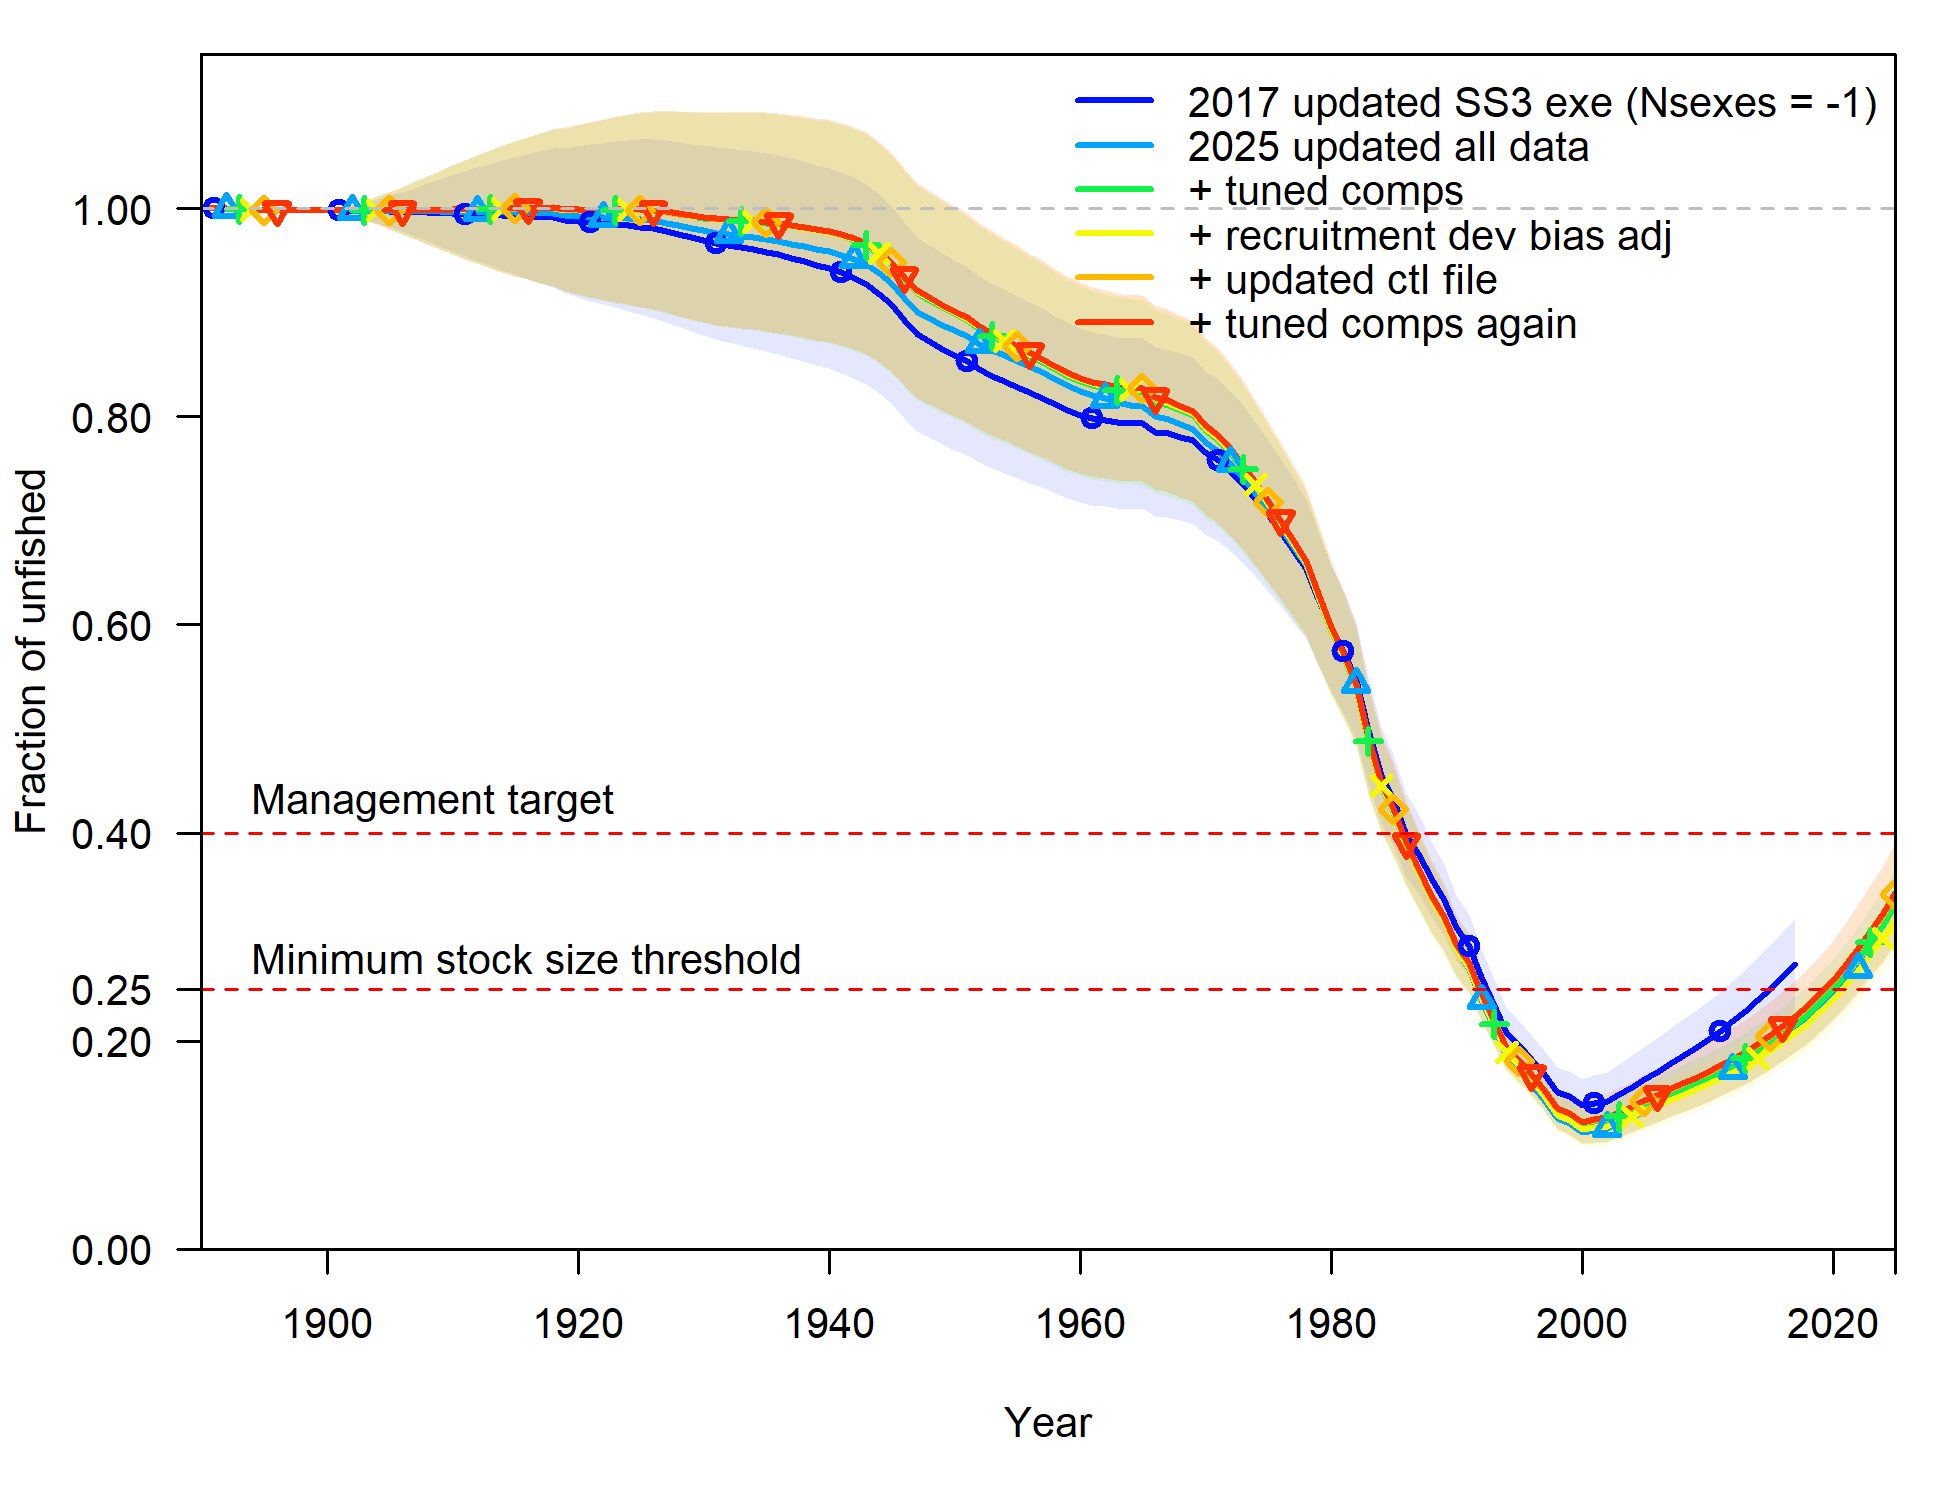 2017 updated SS3 exe (Nsexes = -1)
2025 updated all data
+ tuned comps
+ recruitment dev bias adj
+ updated ctl file
+ tuned comps again
1.00
0.80
0.60
0.40
0.25
0.20
0.00
Fraction of unfished
Management target
Minimum stock size threshold
1900 1920 1940 1960 1980 2000 2020
Year